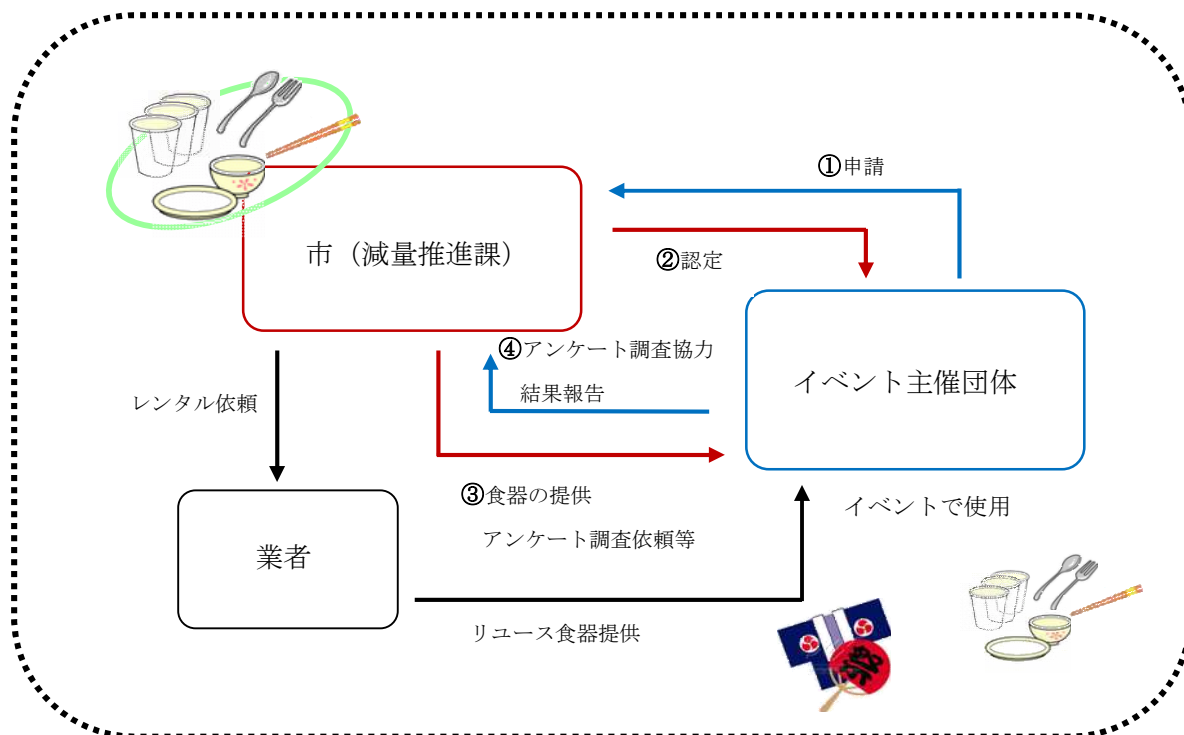 ①申請
市（減量推進課）
②認定
④アンケート調査協力
結果報告
イベント主催団体
レンタル依頼
③食器の提供
アンケート調査依頼等
イベントで使用
業者
リユース食器提供